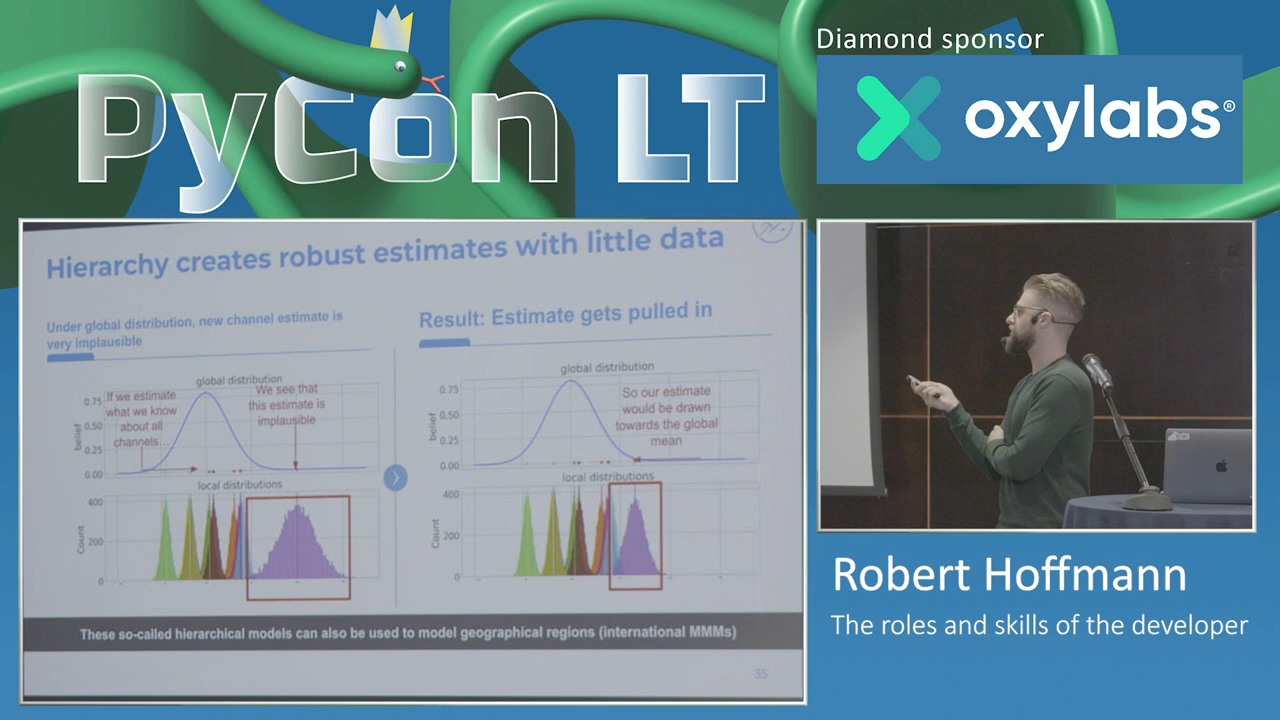 PyCon LT
Diamond sponsor
oxylabs®
Hierarchy creates robust estimates with little data
Under global distribution, new channel estimate is
very implausible
global distribution
If we estimate
what we know
about all
channels...
We see that
this estimate is
implausible
belief
0.75
0.50
0.25
0.00
local distributions
Count
400
200
0
Result: Estimate gets pulled in
global distribution
So our estimate
would be drawn
towards the global
mean
belief
0.75
0.50
0.25
0.00
local distributions
Count
400
200
0
These so-called hierarchical models can also be used to model geographical regions (international MMMs)
35
Robert Hoffmann
The roles and skills of the developer